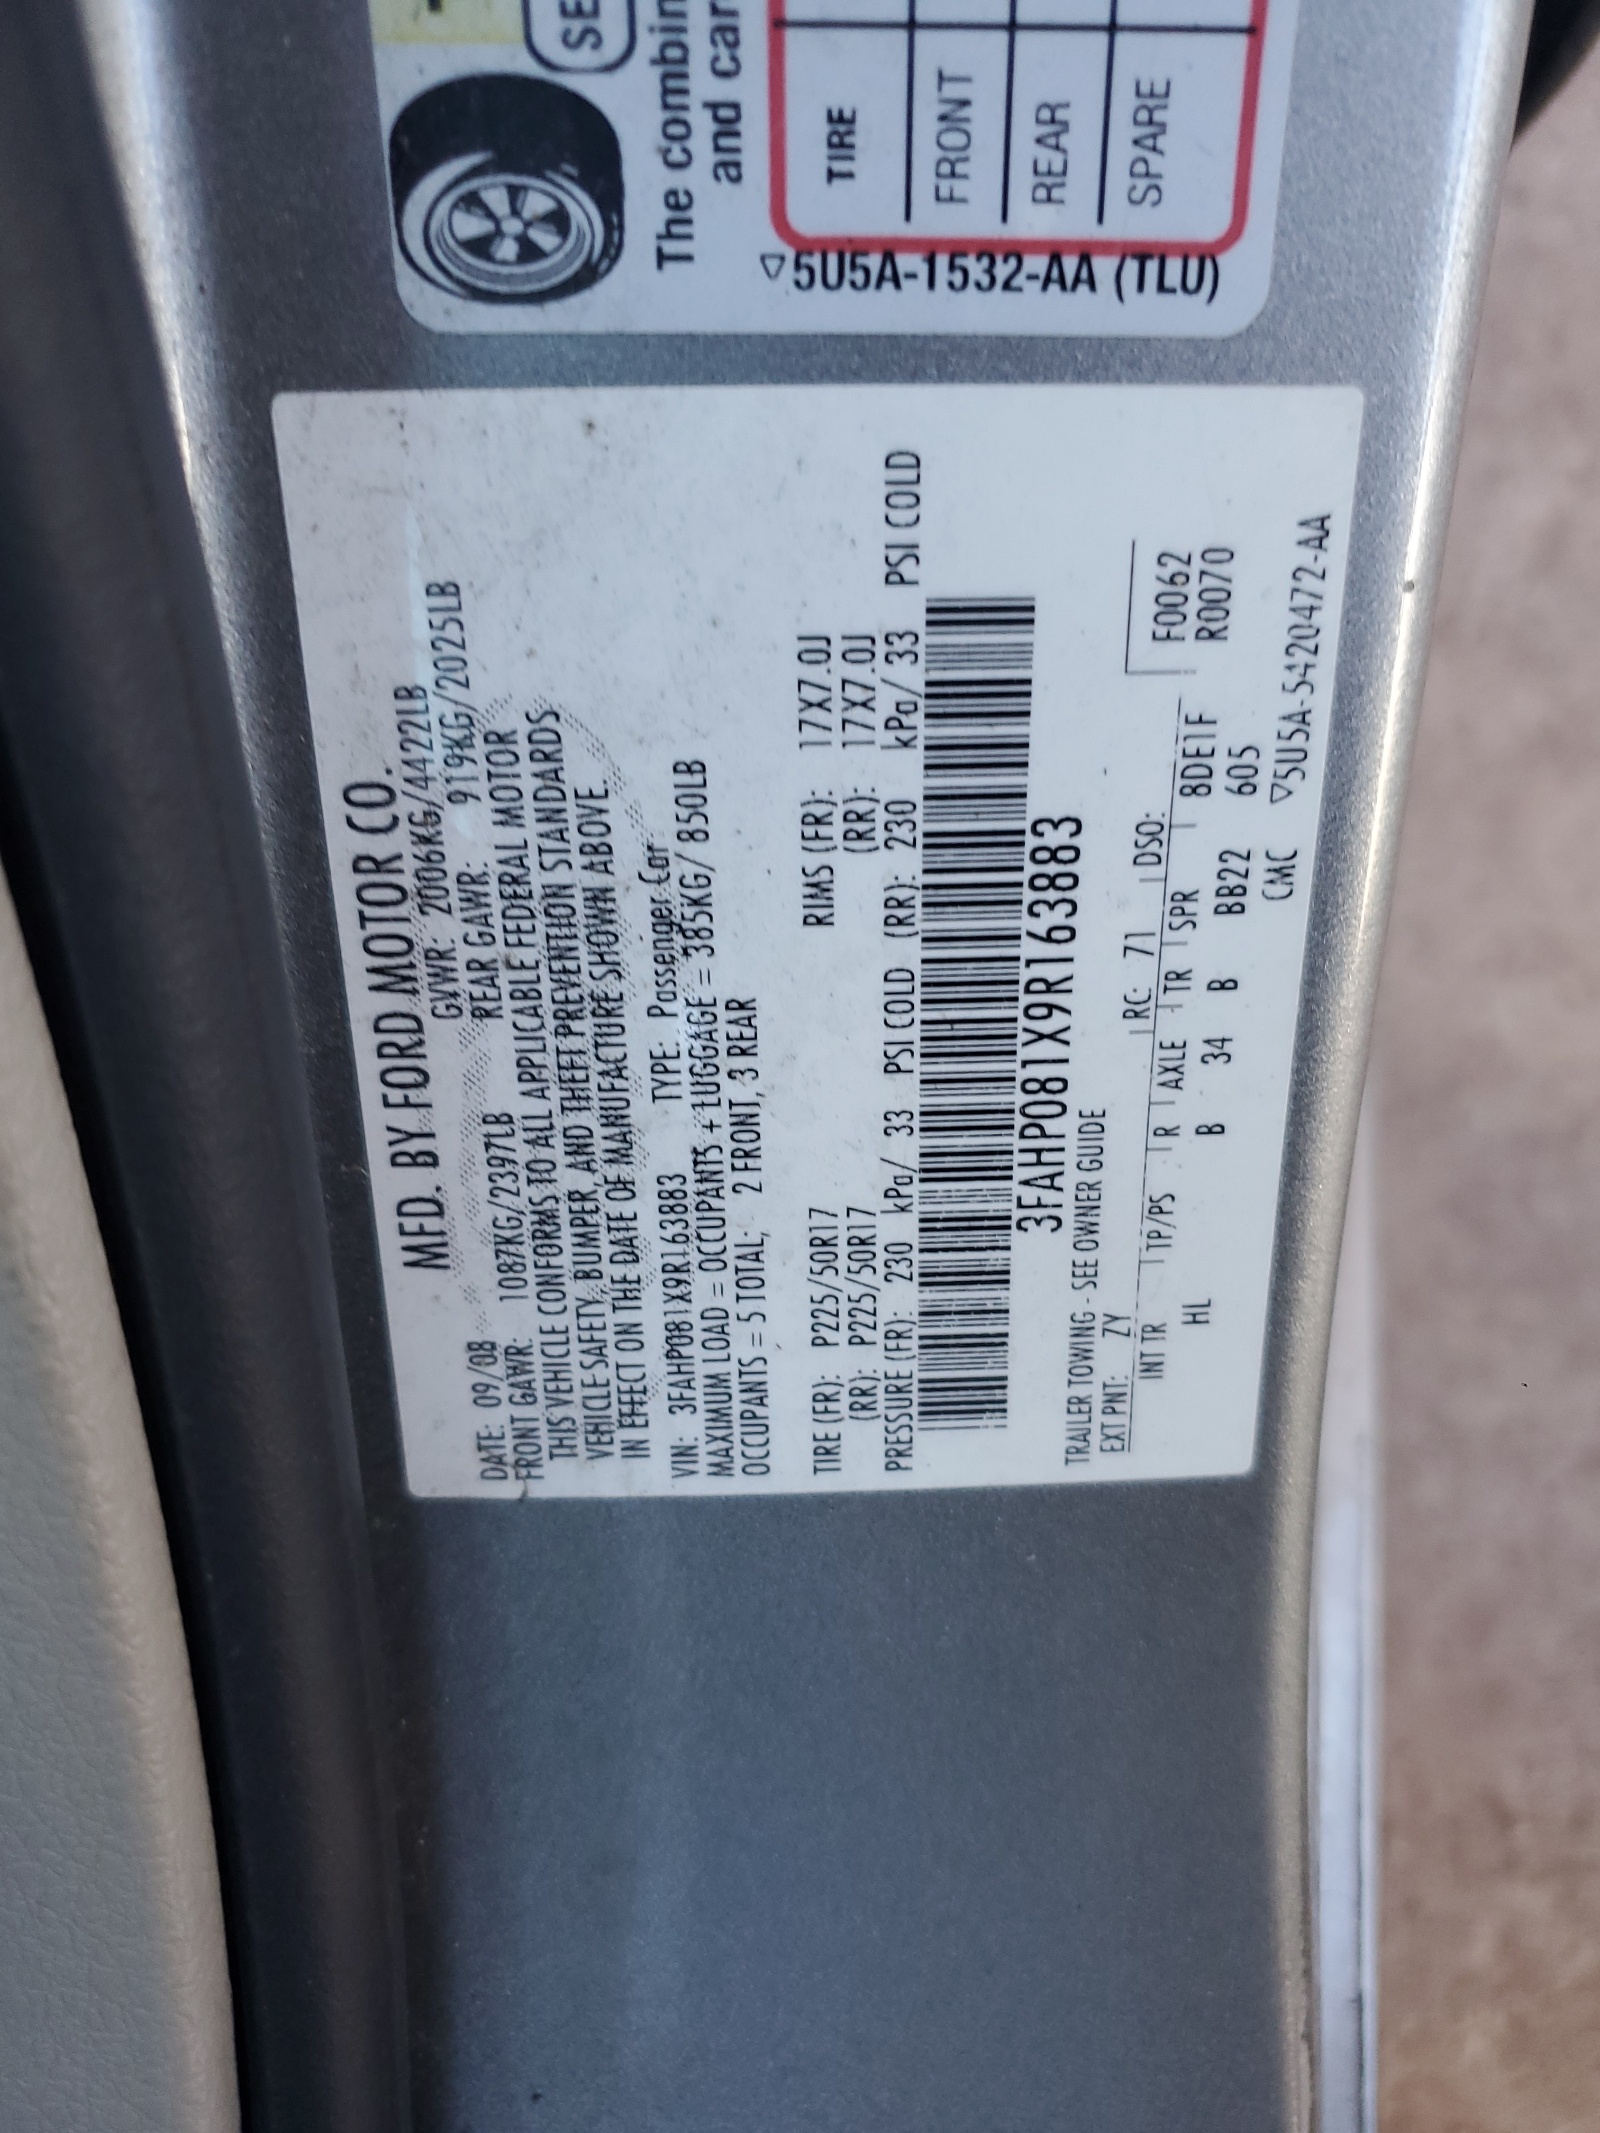 MFD. BY FORD MOTOR CO.
DATE: 09/08 GVWR: 2006KG/4422LB
FRONT GAWR: 1087KG/2397LB REAR GAWR: 919KG/2025LB
THIS VEHICLE CONFORMS TO ALL APPLICABLE FEDERAL MOTOR
VEHICLE SAFETY, BUMPER, AND THEFT PREVENTION STANDARDS
IN EFFECT ON THE DATE OF MANUFACTURE SHOWN ABOVE.
VIN: 3FAHP081X9R163883 TYPE: Passenger Car
MAXIMUM LOAD = OCCUPANTS + LUGGAGE = 385KG/ 850LB
OCCUPANTS = 5 TOTAL; 2 FRONT, 3 REAR
TIRE (FR): P225/50R17 RIMS (FR): 17X7.0J
(RR): P225/50R17 (RR): 17X7.0J
PRESSURE (FR): 230 kPa/ 33 PSI COLD (RR): 230 kPa/ 33 PSI COLD
3FAHP081X9R163883
TRAILER TOWING - SEE OWNER GUIDE
EXT PNT: ZY RC: 71 DSO:
INT TR TP/PS R AXLE TR SPR 8DE1F F0062
HL B 34 B BB22 605 R0070
CMC ▽5U5A-5420472-AA
SE
The combin
and car
TIRE
FRONT
REAR
SPARE
▽5U5A-1532-AA (TLU)